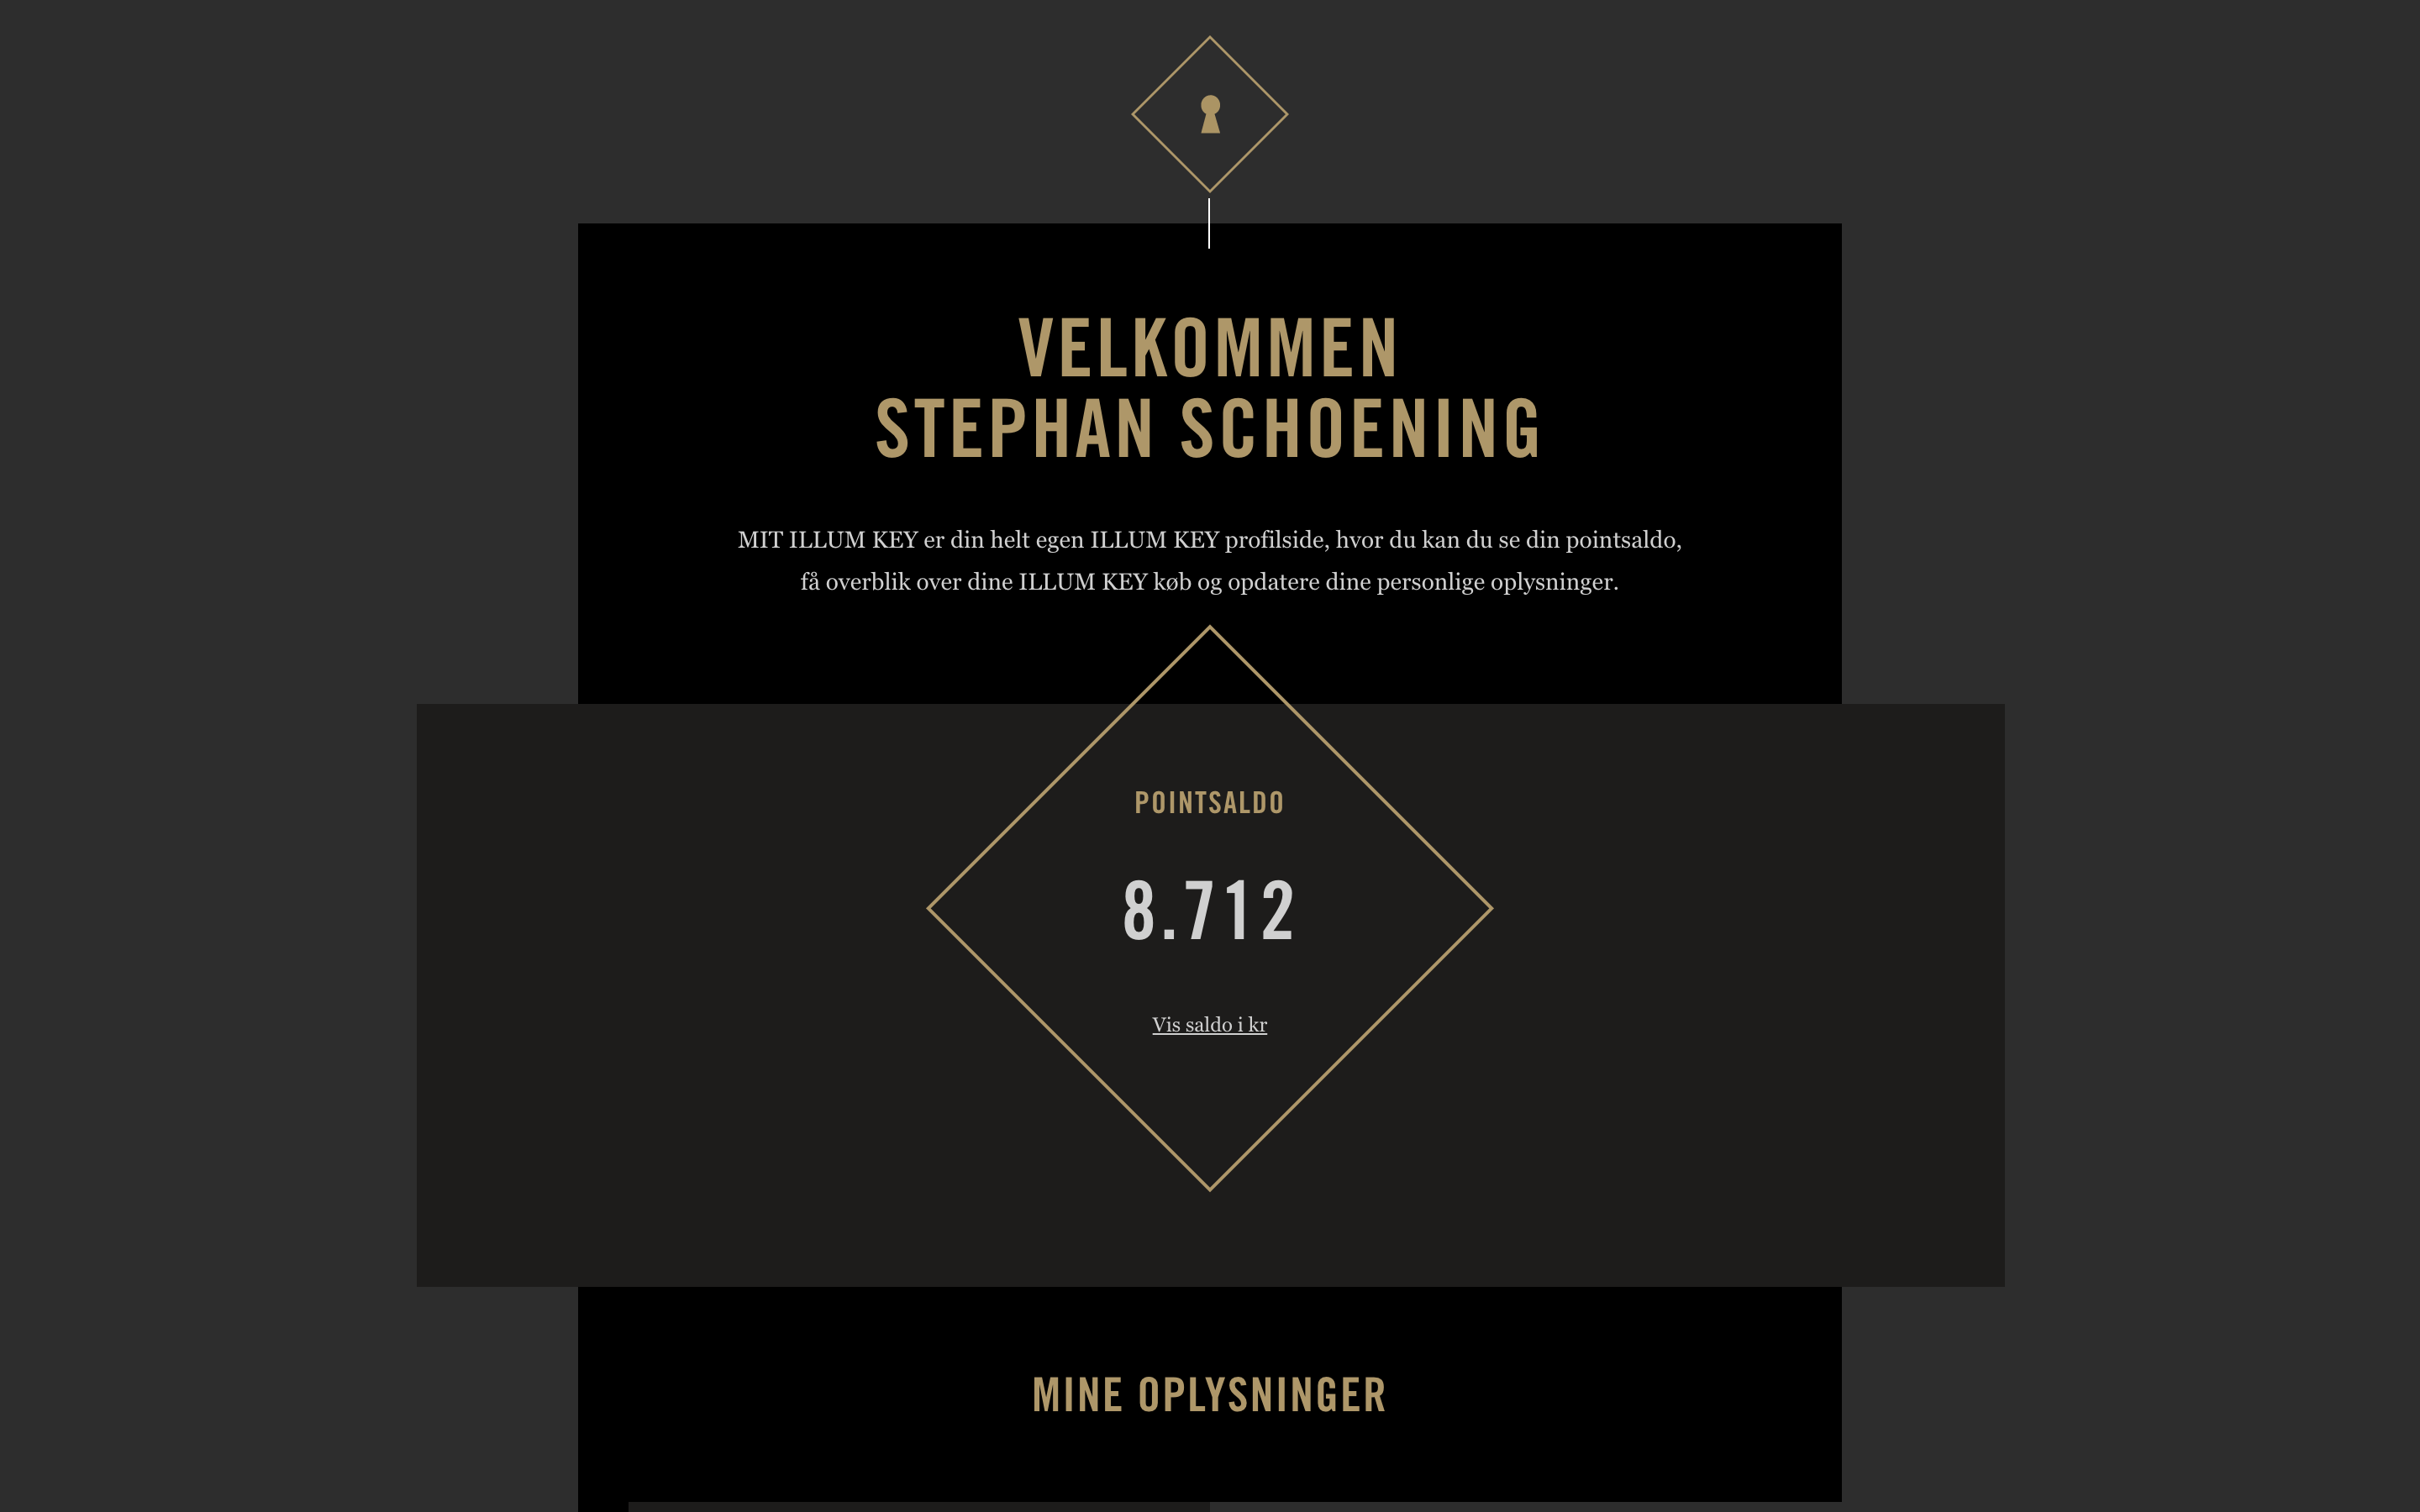 VELKOMMEN
STEPHAN SCHOENING
MIT ILLUM KEY er din helt egen ILLUM KEY profilside, hvor du kan du se din pointsaldo,
få overblik over dine ILLUM KEY køb og opdatere dine personlige oplysninger.
POINTSALDO
8.712
Vis saldo i kr
MINE OPLYSNINGER